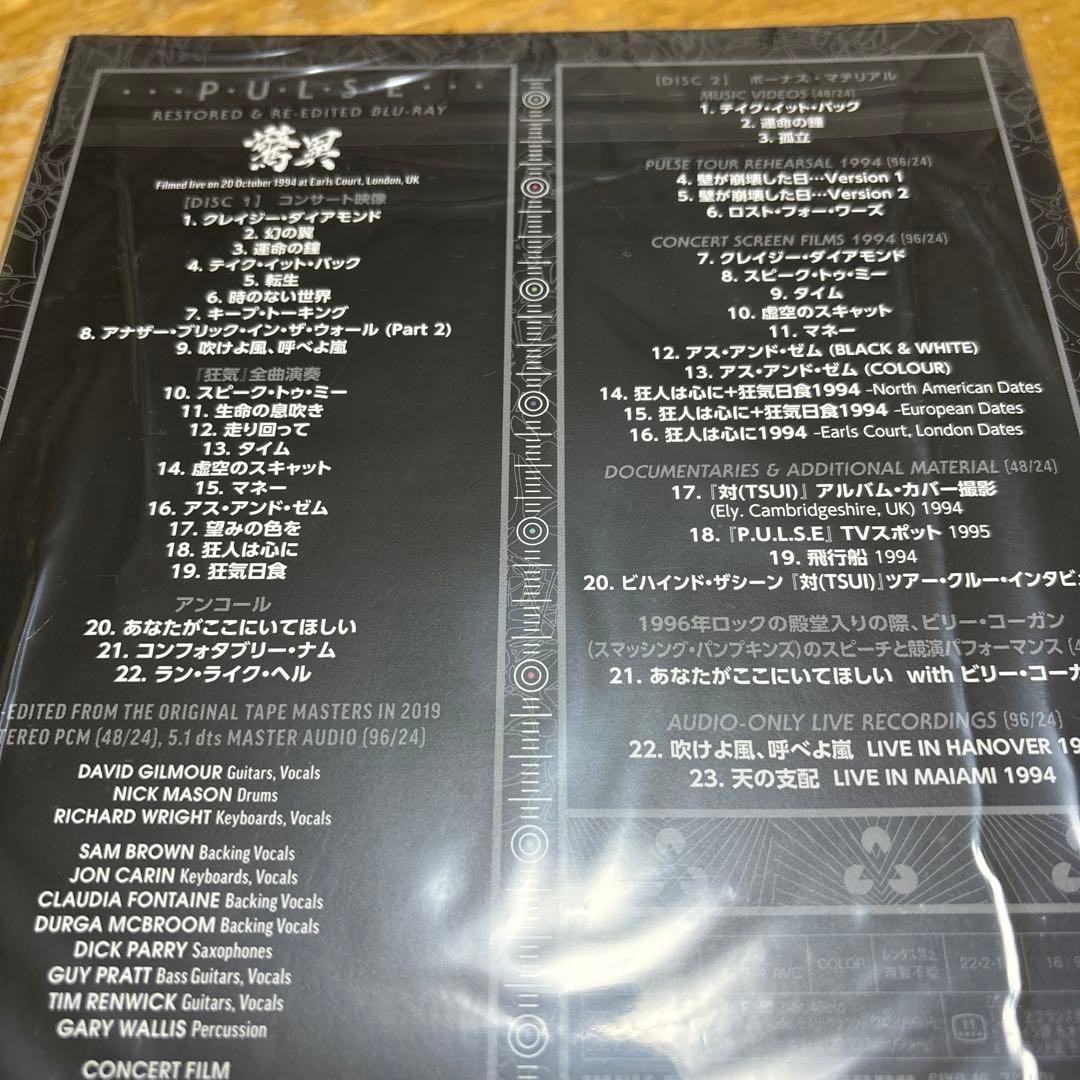 P·U·L·S·E
RESTORED & RE-EDITED BLU-RAY
驚異
Filmed live on 20 October 1994 at Earls Court, London, UK
[DISC 1] コンサート映像
1. クレイジー・ダイアモンド
2. 幻の翼
3. 運命の鐘
4. テイク・イット・バック
5. 転生
6. 時のない世界
7. キープ・トーキング
8. アナザー・ブリック・イン・ザ・ウォール (Part 2)
9. 吹けよ風、呼べよ嵐
『狂気』全曲演奏
10. スピーク・トゥ・ミー
11. 生命の息吹き
12. 走り回って
13. タイム
14. 虚空のスキャット
15. マネー
16. アス・アンド・ゼム
17. 望みの色を
18. 狂人は心に
19. 狂気日食
アンコール
20. あなたがここにいてほしい
21. コンフォタブリー・ナム
22. ラン・ライク・ヘル
-EDITED FROM THE ORIGINAL TAPE MASTERS IN 2019
TEREO PCM (48/24), 5.1 dts MASTER AUDIO (96/24)
DAVID GILMOUR Guitars, Vocals
NICK MASON Drums
RICHARD WRIGHT Keyboards, Vocals
SAM BROWN Backing Vocals
JON CARIN Keyboards, Vocals
CLAUDIA FONTAINE Backing Vocals
DURGA MCBROOM Backing Vocals
DICK PARRY Saxophones
GUY PRATT Bass Guitars, Vocals
TIM RENWICK Guitars, Vocals
GARY WALLIS Percussion
CONCERT FILM
[DISC 2] ボーナス・マテリアル
MUSIC VIDEOS (48/24)
1. テイク・イット・バック
2. 運命の鐘
3. 孤立
PULSE TOUR REHEARSAL 1994 (96/24)
4. 壁が崩壊した日…Version 1
5. 壁が崩壊した日…Version 2
6. ロスト・フォー・ワーズ
CONCERT SCREEN FILMS 1994 (96/24)
7. クレイジー・ダイアモンド
8. スピーク・トゥ・ミー
9. タイム
10. 虚空のスキャット
11. マネー
12. アス・アンド・ゼム (BLACK & WHITE)
13. アス・アンド・ゼム (COLOUR)
14. 狂人は心に+狂気日食1994 –North American Dates
15. 狂人は心に+狂気日食1994 –European Dates
16. 狂人は心に1994 –Earls Court, London Dates
DOCUMENTARIES & ADDITIONAL MATERIAL (48/24)
17.『対(TSUI)』アルバム・カバー撮影
(Ely. Cambridgeshire, UK) 1994
18.『P.U.L.S.E』TVスポット 1995
19. 飛行船 1994
20. ビハインド・ザシーン『対(TSUI)』ツアー・クルー・インタビ
1996年ロックの殿堂入りの際、ビリー・コーガン
(スマッシング・パンプキンズ)のスピーチと競演パフォーマンス
21. あなたがここにいてほしい with ビリー・コーガ
AUDIO-ONLY LIVE RECORDINGS (96/24)
22. 吹けよ風、呼べよ嵐 LIVE IN HANOVER 19
23. 天の支配 LIVE IN MAIAMI 1994
AVC COLOR レンタル禁止 22-2-1 16:9
複製不能